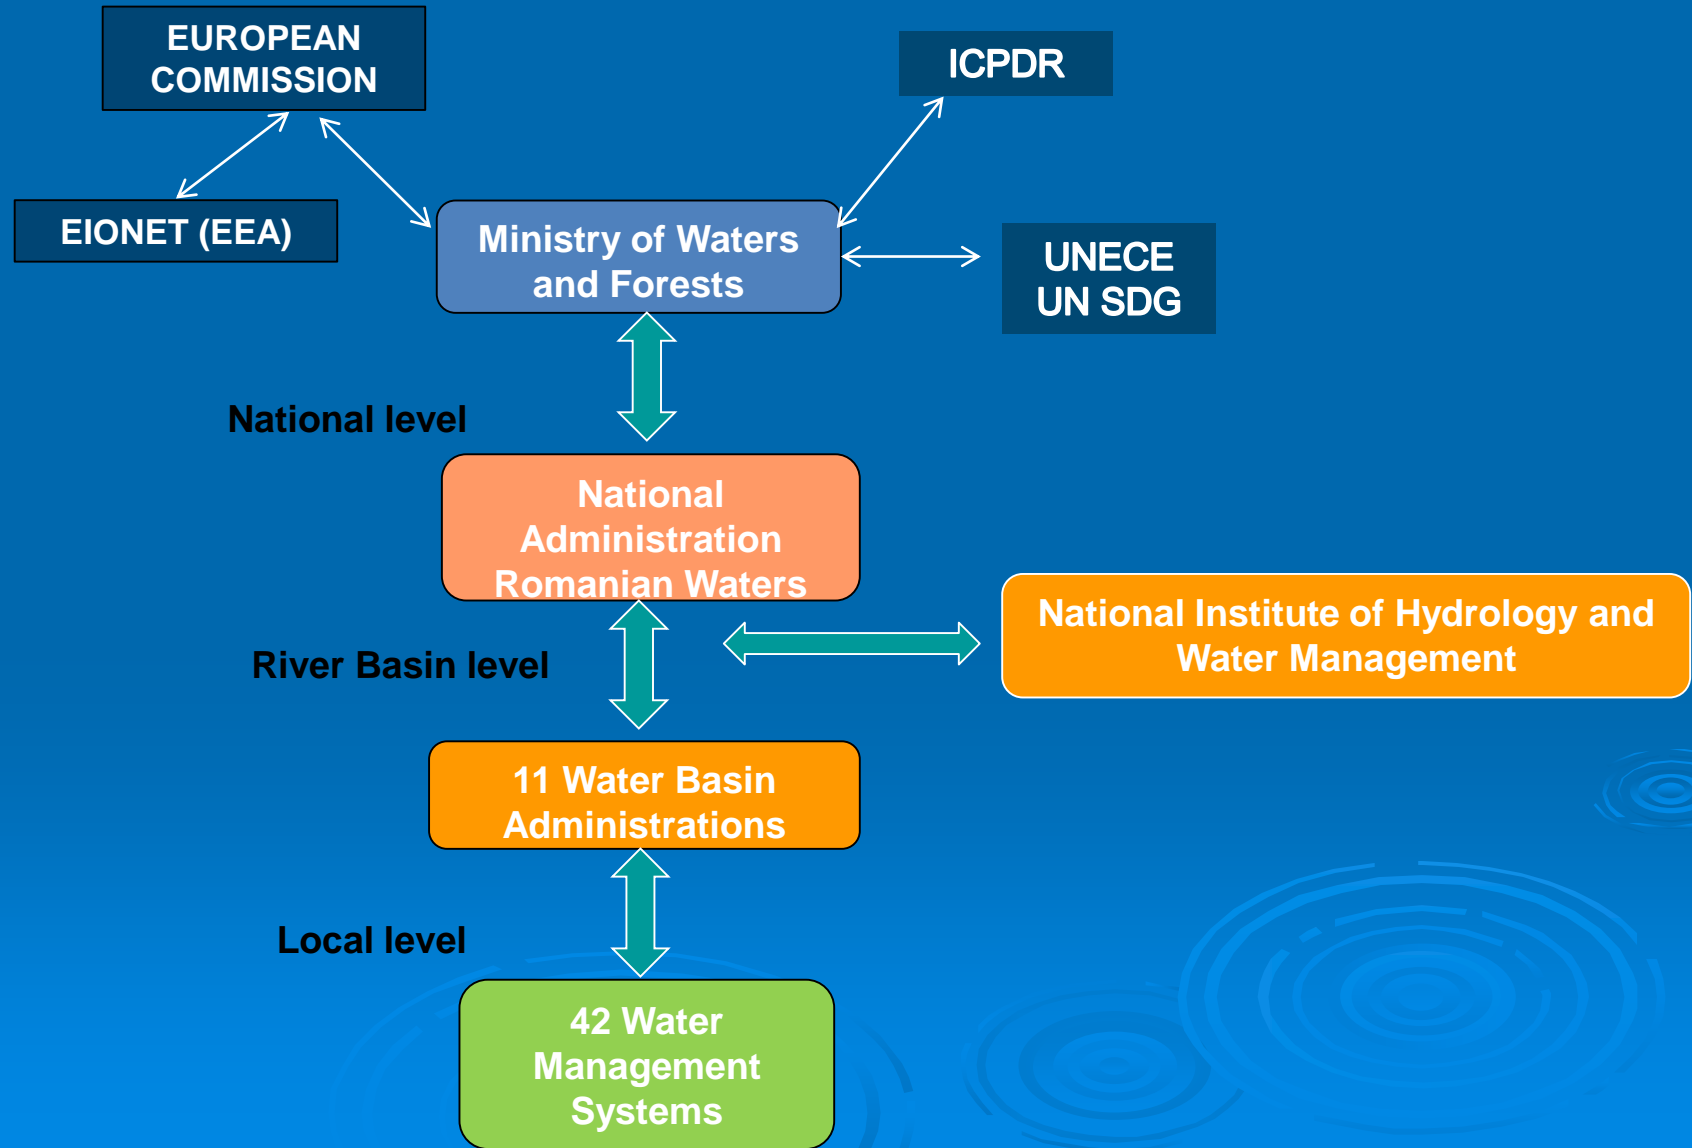 EUROPEAN
COMMISSION
ICPDR
EIONET (EEA)
Ministry of Waters
and Forests
UNECE
UN SDG
National level
National
Administration
Romanian Waters
National Institute of Hydrology and
Water Management
River Basin level
11 Water Basin
Administrations
Local level
42 Water
Management
Systems